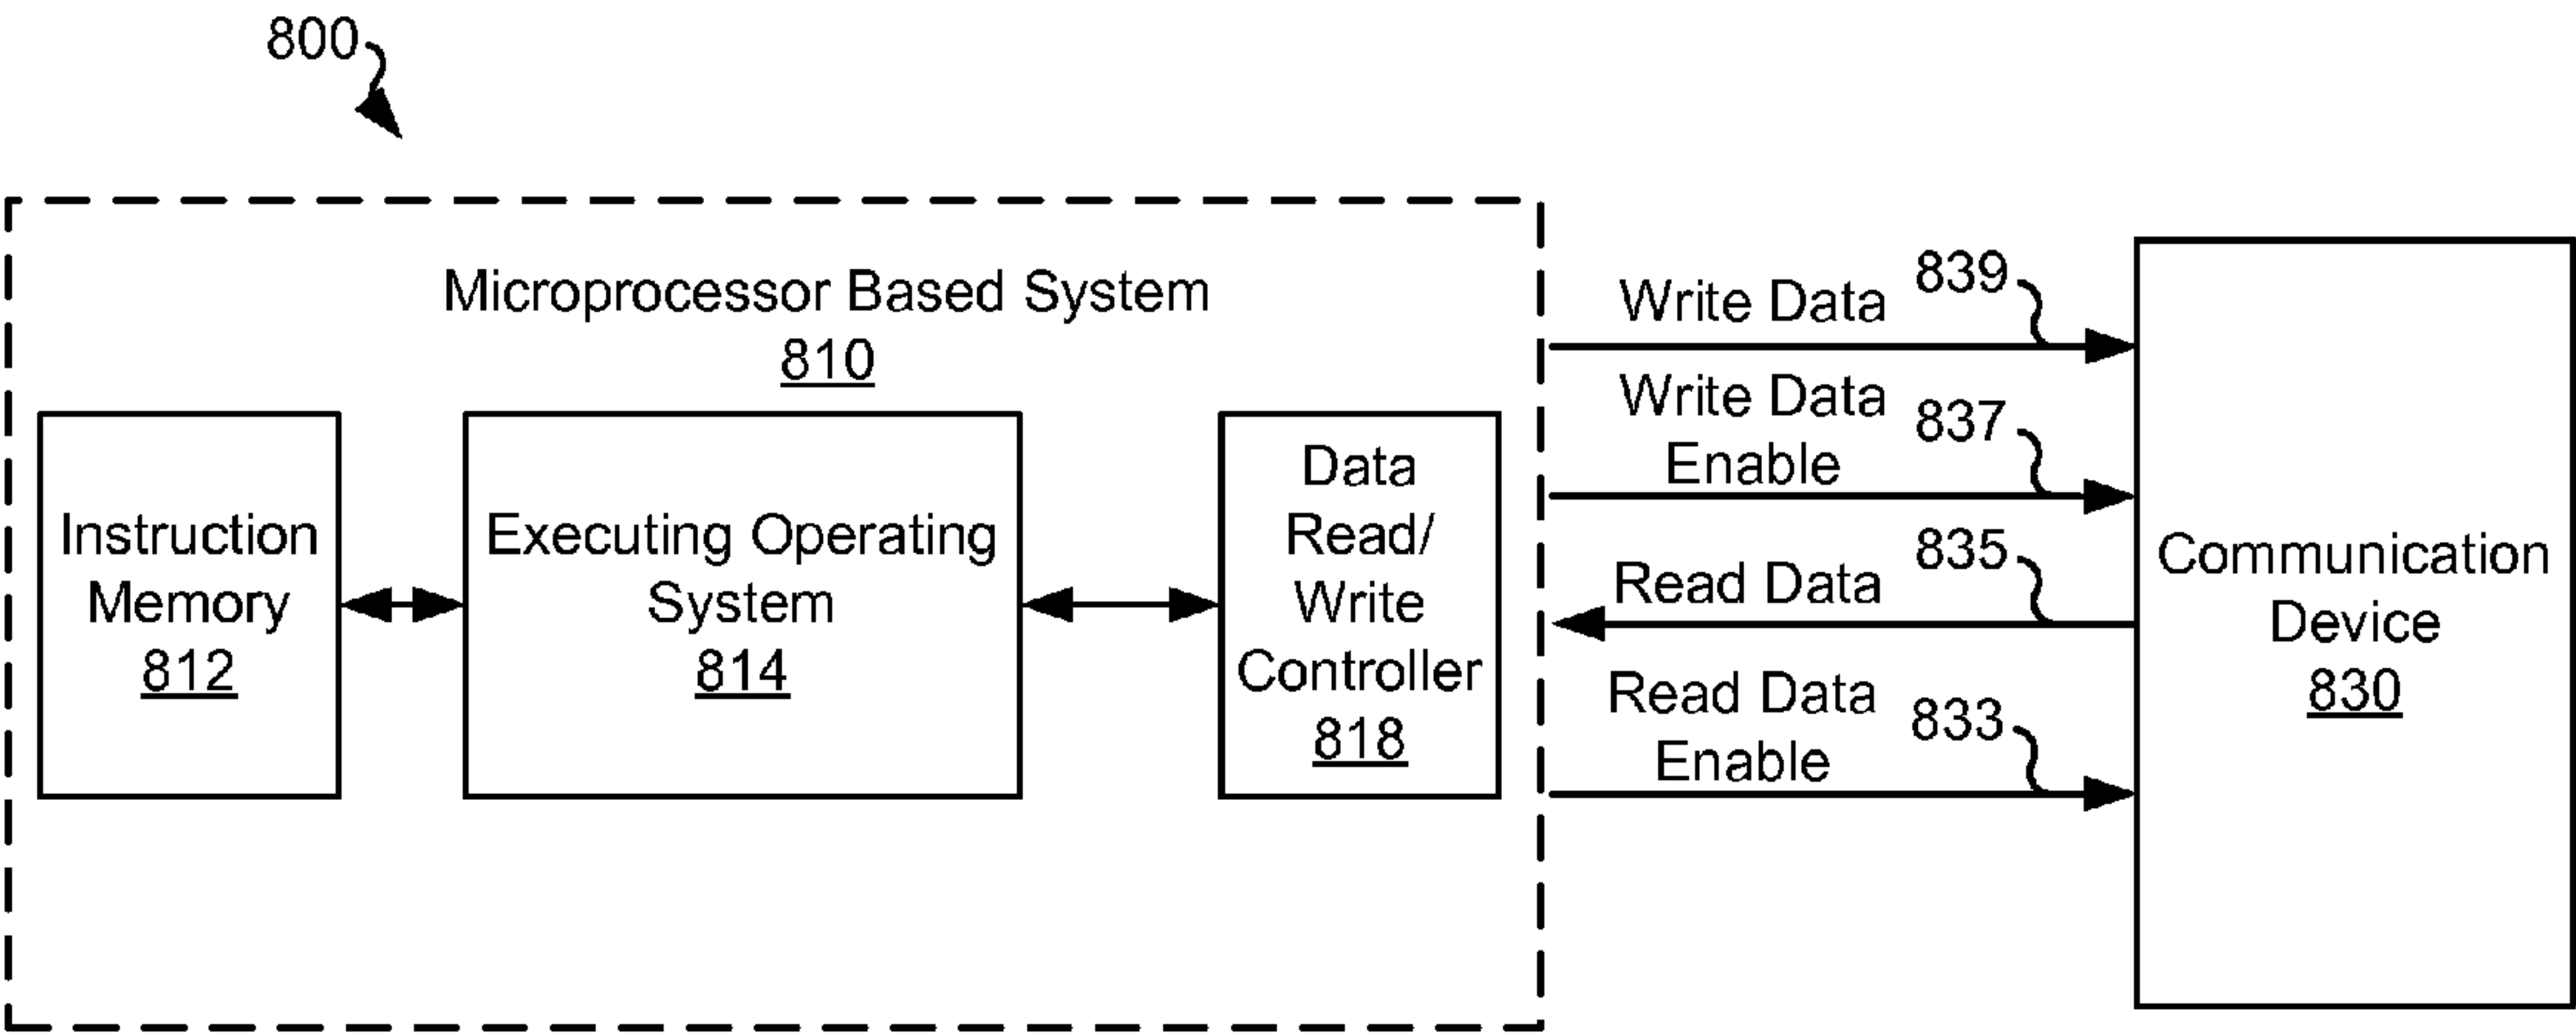 800
Microprocessor Based System
810
Instruction
Memory
812
Executing Operating
System
814
Data
Read/
Write
Controller
818
Write Data
839
Write Data
Enable
837
Read Data
835
Read Data
Enable
833
Communication
Device
830